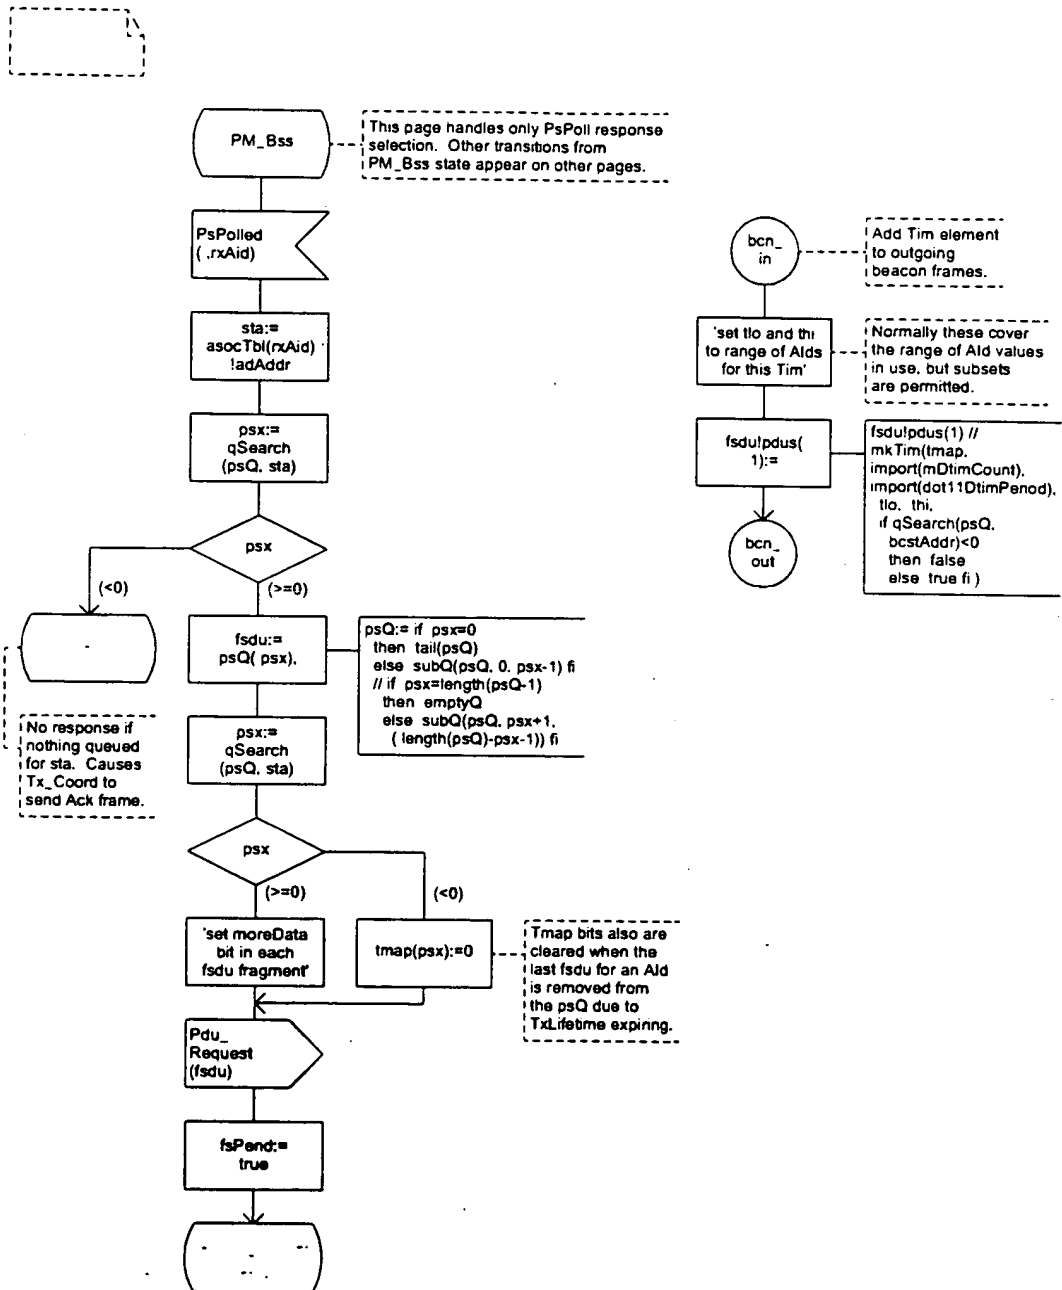 PM_Bss
This page handles only PsPoll response
selection. Other transitions from
PM_Bss state appear on other pages.
PsPolled
( ,rxAid)
sta:=
asocTbl(rxAid)
!adAddr
psx:=
qSearch
(psQ, sta)
psx
(<0)
(>=0)
-
No response if
nothing queued
for sta. Causes
Tx_Coord to
send Ack frame.
fsdu:=
psQ( psx),
psQ:= if psx=0
then tail(psQ)
else subQ(psQ, 0, psx-1) fi
// if psx=length(psQ-1)
then emptyQ
else subQ(psQ, psx+1,
( length(psQ)-psx-1)) fi
psx:=
qSearch
(psQ, sta)
psx
(>=0)
(<0)
'set moreData
bit in each
fsdu fragment'
tmap(psx):=0
Tmap bits also are
cleared when the
last fsdu for an AId
is removed from
the psQ due to
TxLifetime expiring.
Pdu_
Request
(fsdu)
fsPend:=
true
-
bcn_
in
Add Tim element
to outgoing
beacon frames.
'set tlo and thi
to range of AIds
for this Tim'
Normally these cover
the range of AId values
in use, but subsets
are permitted.
fsdu!pdus(
1):=
fsdu!pdus(1) //
mkTim(tmap,
import(mDtimCount),
import(dot11DtimPeriod),
tlo, thi,
if qSearch(psQ,
bcstAddr)<0
then false
else true fi )
bcn_
out